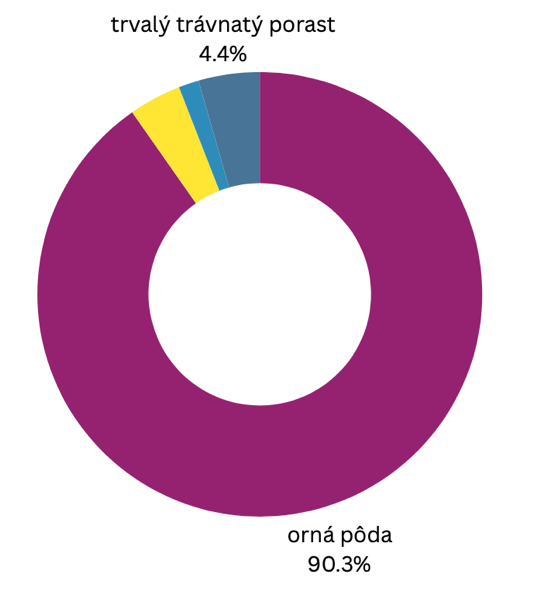 trvalý trávnatý porast
4.4%
orná pôda
90.3%